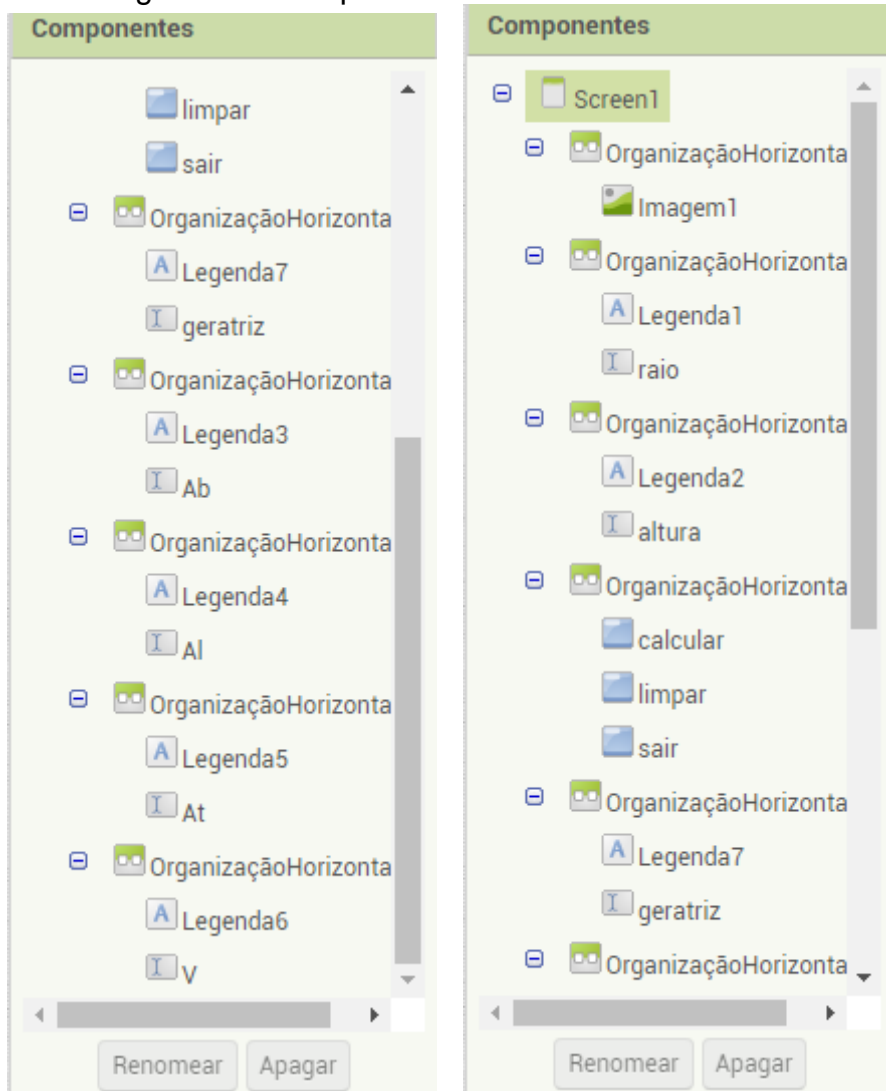 Componentes
limpar
sair
OrganizaçãoHorizonta
Legenda7
geratriz
OrganizaçãoHorizonta
Legenda3
Ab
OrganizaçãoHorizonta
Legenda4
Al
OrganizaçãoHorizonta
Legenda5
At
OrganizaçãoHorizonta
Legenda6
V
Renomear Apagar
Componentes
Screen1
OrganizaçãoHorizonta
Imagem1
OrganizaçãoHorizonta
Legenda1
raio
OrganizaçãoHorizonta
Legenda2
altura
OrganizaçãoHorizonta
calcular
limpar
sair
OrganizaçãoHorizonta
Legenda7
geratriz
OrganizaçãoHorizonta
Renomear Apagar